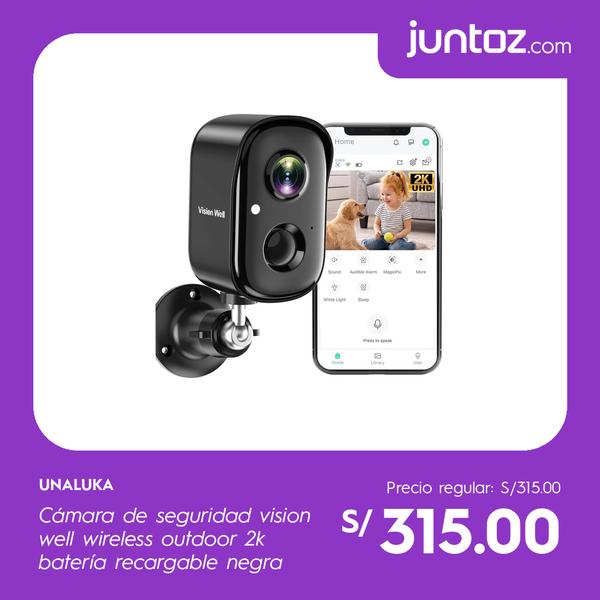 juntoz.com
Vision Well
Home
2K
UHD
Sound
Audible Alarm
MagicPix
More
White Light
Sleep
Press to speak
Home
Library
User
UNALUKA
Cámara de seguridad vision
well wireless outdoor 2k
batería recargable negra
Precio regular: S/315.00
S/ 315.00